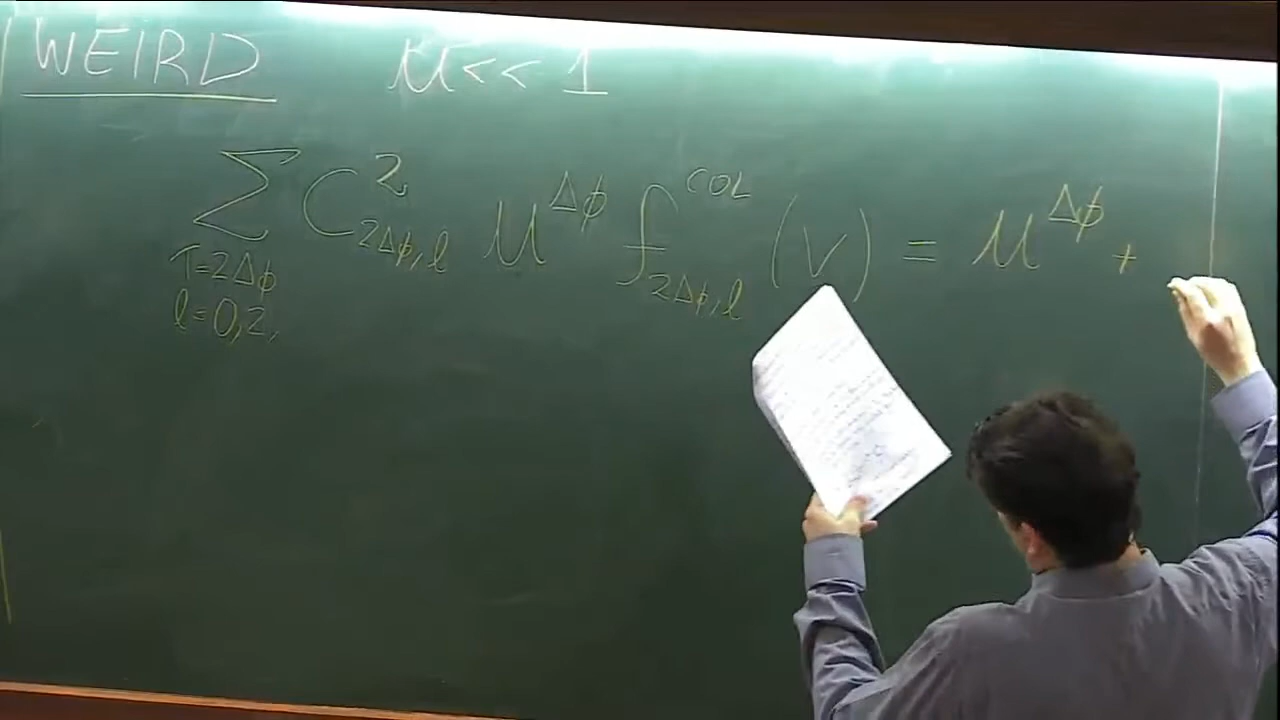 WEIRD u << 1
∑ C²_{2Δφ,l} u^{Δφ} f^{COL}_{2Δφ,l} (v) = u^{Δφ} +
τ=2Δφ
l=0,2,